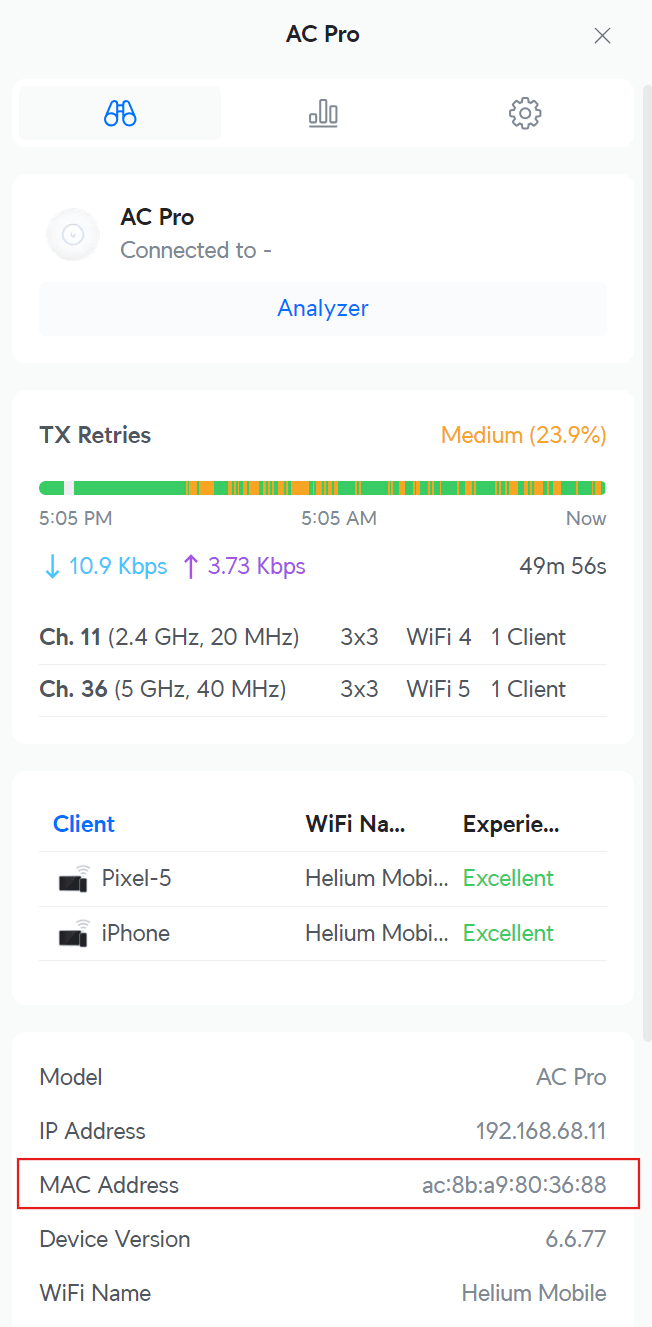 AC Pro
AC Pro
Connected to -
Analyzer
TX Retries Medium (23.9%)
5:05 PM 5:05 AM Now
↓ 10.9 Kbps ↑ 3.73 Kbps 49m 56s
Ch. 11 (2.4 GHz, 20 MHz) 3x3 WiFi 4 1 Client
Ch. 36 (5 GHz, 40 MHz) 3x3 WiFi 5 1 Client
Client WiFi Na... Experie...
Pixel-5 Helium Mobi... Excellent
iPhone Helium Mobi... Excellent
Model AC Pro
IP Address 192.168.68.11
MAC Address ac:8b:a9:80:36:88
Device Version 6.6.77
WiFi Name Helium Mobile